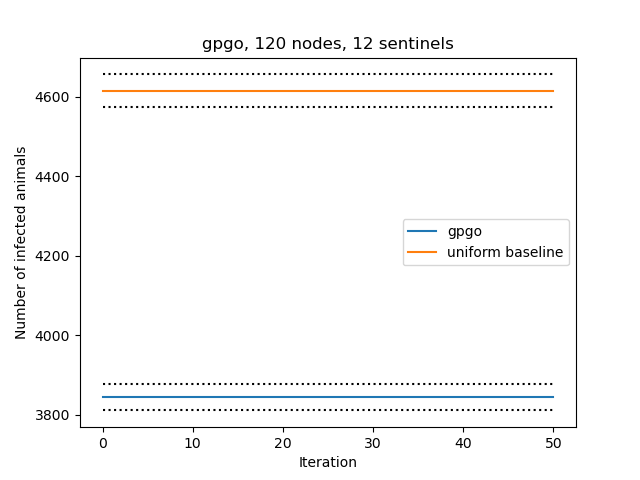 gpgo, 120 nodes, 12 sentinels
Number of infected animals
4600
4400
4200
4000
3800
gpgo
uniform baseline
0 10 20 30 40 50
Iteration